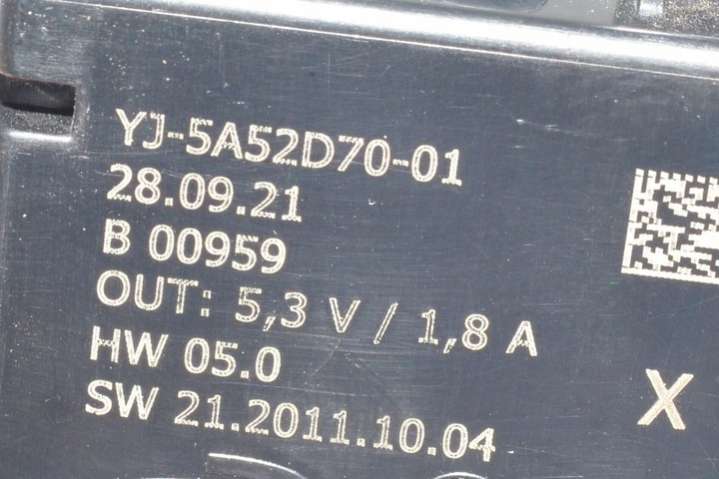 YJ-5A52D70-01
28.09.21
B 00959
OUT: 5,3 V / 1,8 A
HW 05.0
SW 21.2011.10.04
X